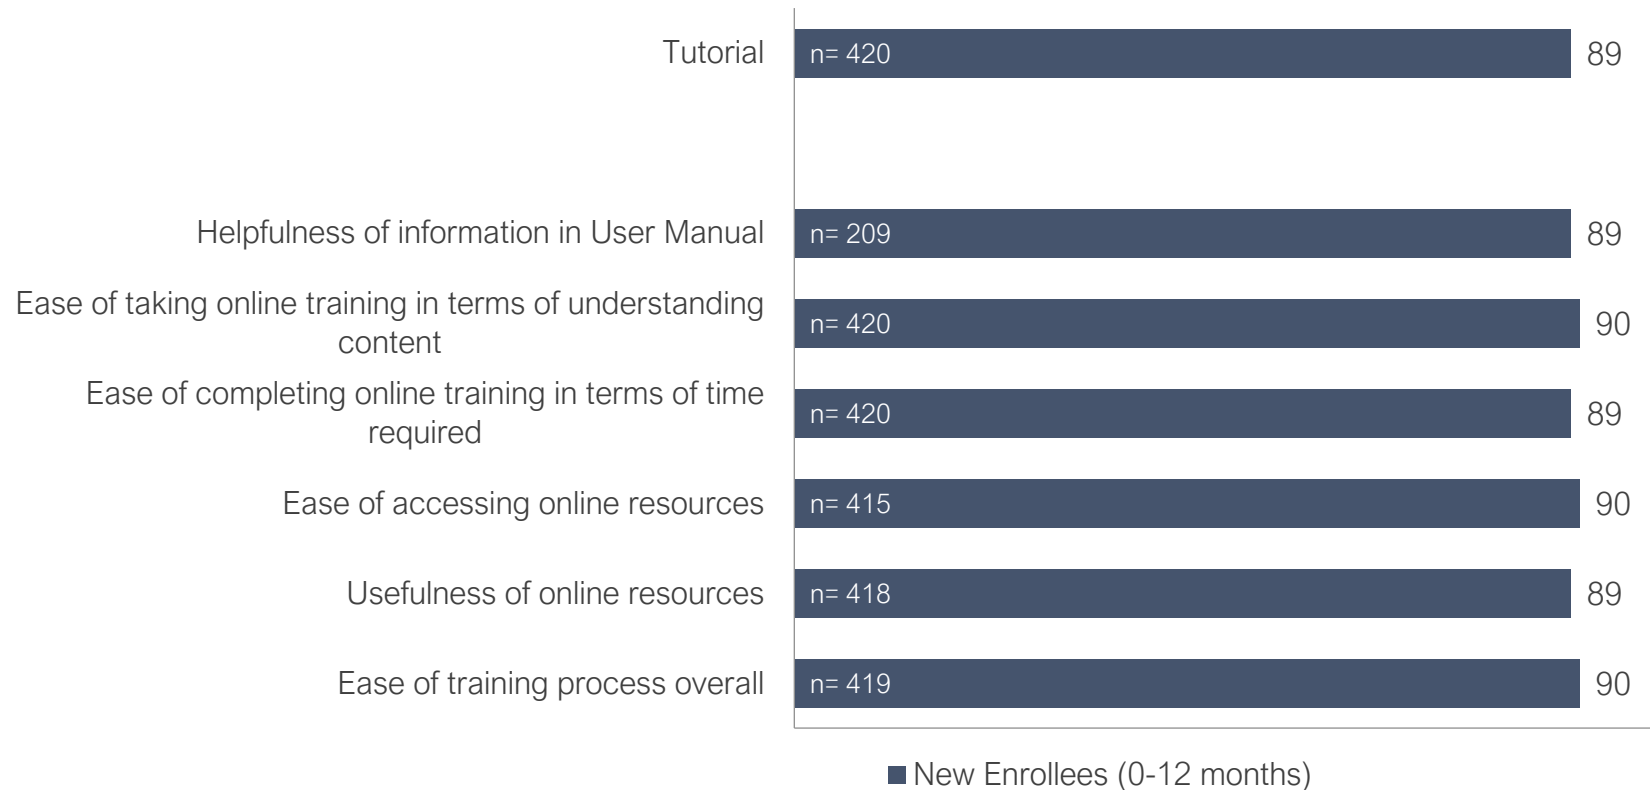 Tutorial
n= 420
89
Helpfulness of information in User Manual
n= 209
89
Ease of taking online training in terms of understanding
content
n= 420
90
Ease of completing online training in terms of time
required
n= 420
89
Ease of accessing online resources
n= 415
90
Usefulness of online resources
n= 418
89
Ease of training process overall
n= 419
90
New Enrollees (0-12 months)